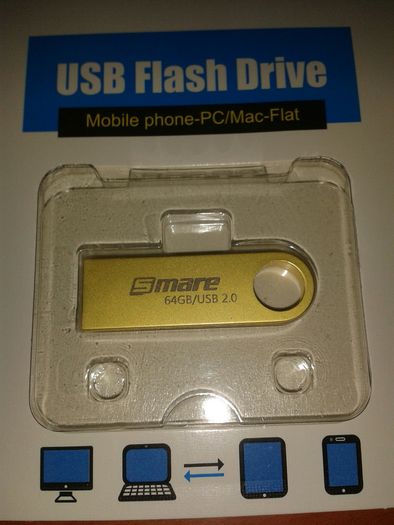 USB Flash Drive
Mobile phone-PC/Mac-Flat
Smare
64GB/USB 2.0